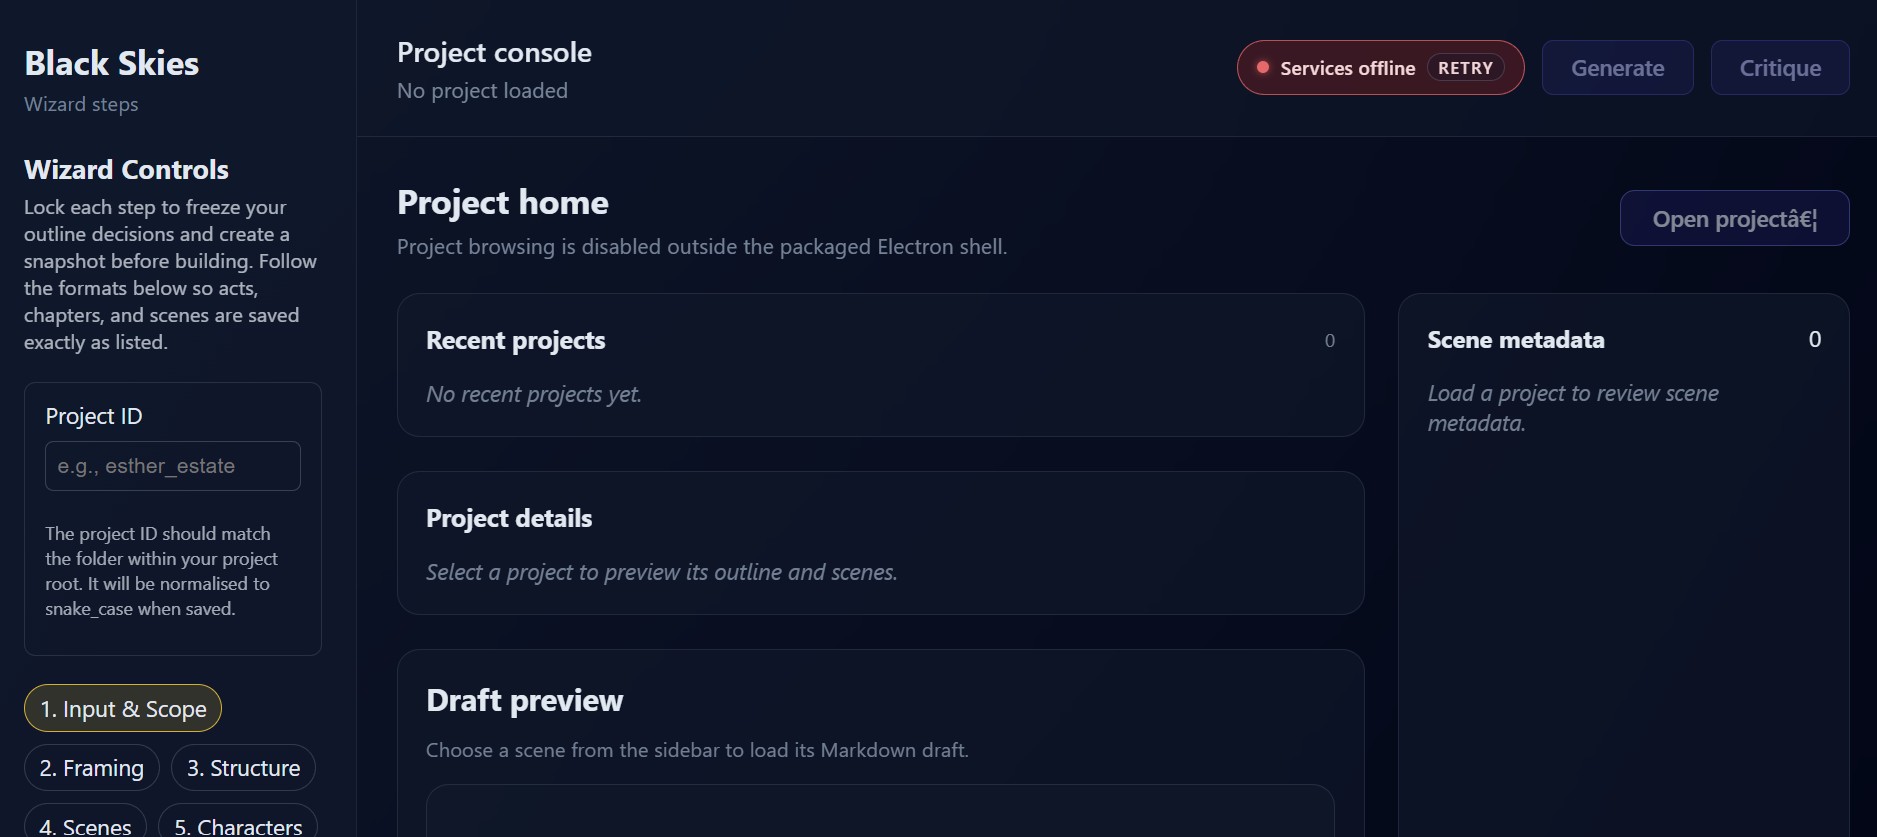 Black Skies
Wizard steps
Wizard Controls
Lock each step to freeze your
outline decisions and create a
snapshot before building. Follow
the formats below so acts,
chapters, and scenes are saved
exactly as listed.
Project ID
e.g., esther_estate
The project ID should match
the folder within your project
root. It will be normalised to
snake_case when saved.
1. Input & Scope
2. Framing
3. Structure
4. Scenes
5. Characters
Project console
No project loaded
Services offline
RETRY
Generate
Critique
Project home
Project browsing is disabled outside the packaged Electron shell.
Open projectâ€¦
Recent projects
0
No recent projects yet.
Project details
Select a project to preview its outline and scenes.
Draft preview
Choose a scene from the sidebar to load its Markdown draft.
Scene metadata
0
Load a project to review scene
metadata.